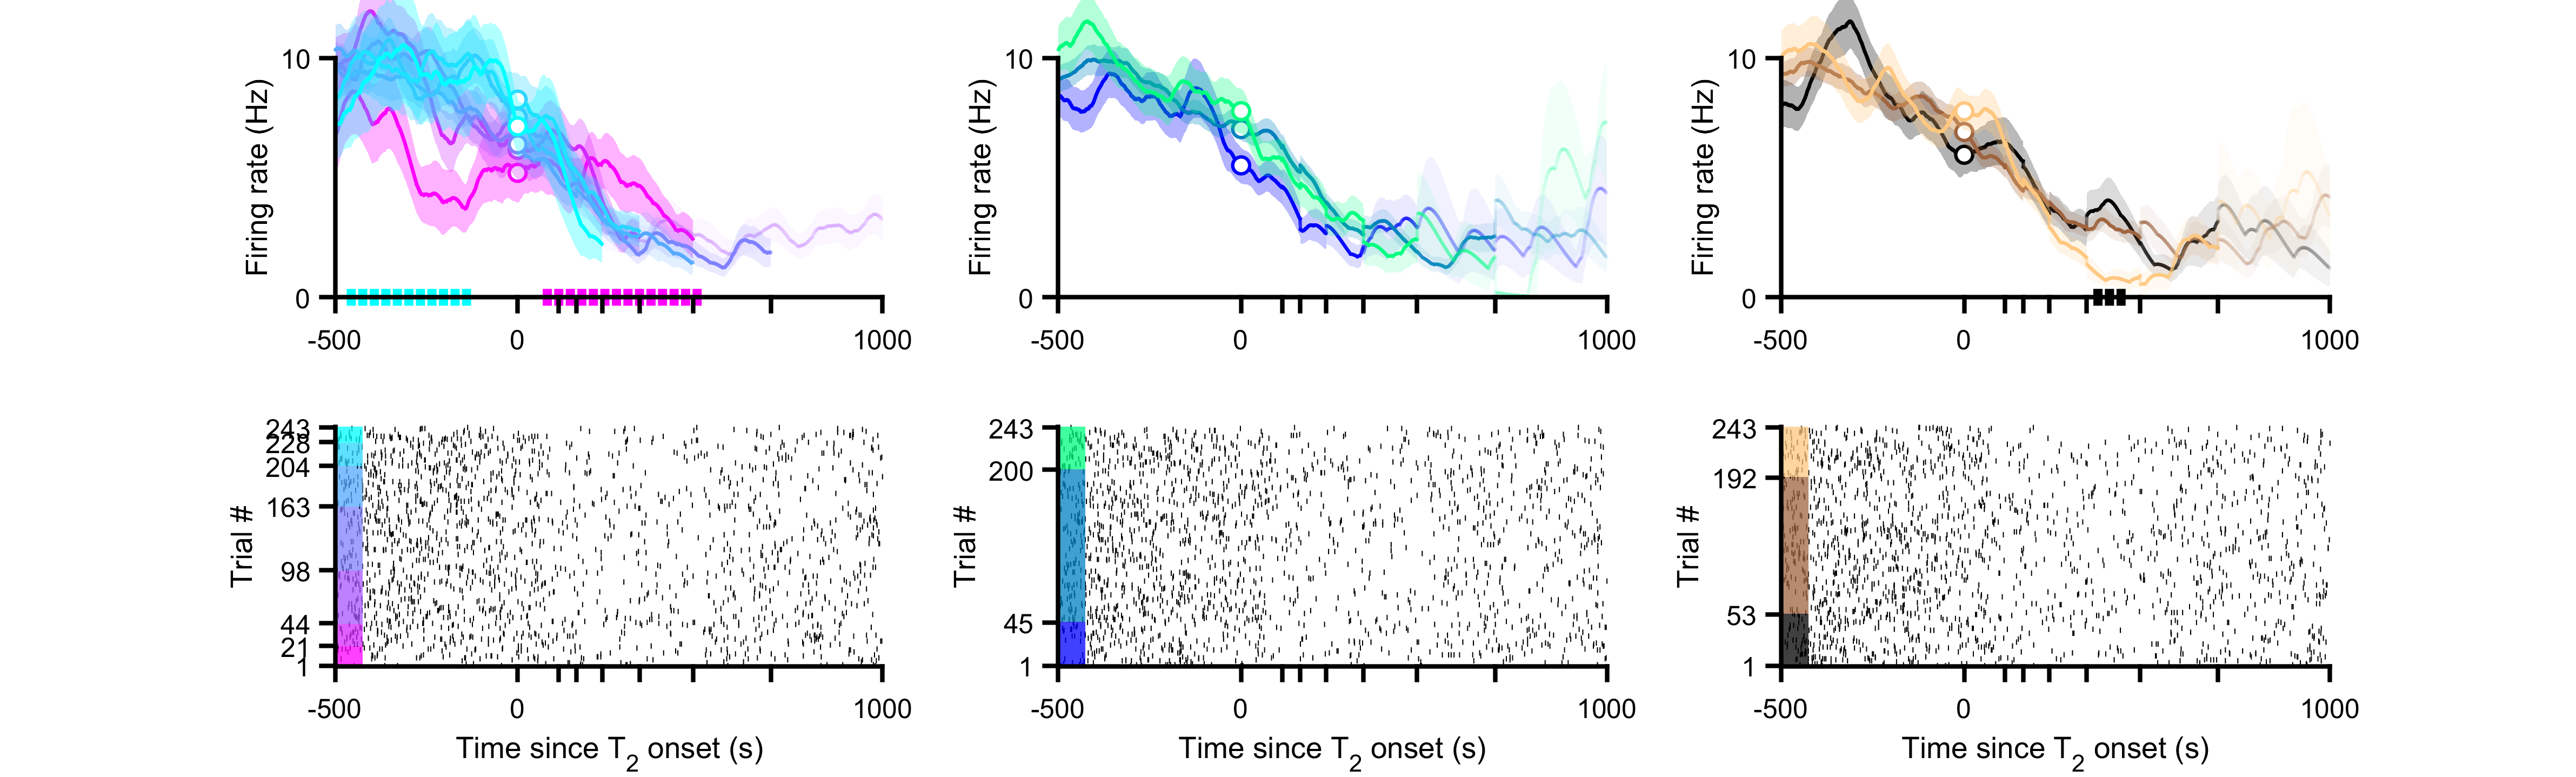 10
Firing rate (Hz)
0
-500 0 1000
10
Firing rate (Hz)
0
-500 0 1000
10
Firing rate (Hz)
0
-500 0 1000
243
228
204
163
98
44
21
1
Trial #
-500 0 1000
Time since T2 onset (s)
243
200
45
1
Trial #
-500 0 1000
Time since T2 onset (s)
243
192
53
1
Trial #
-500 0 1000
Time since T2 onset (s)